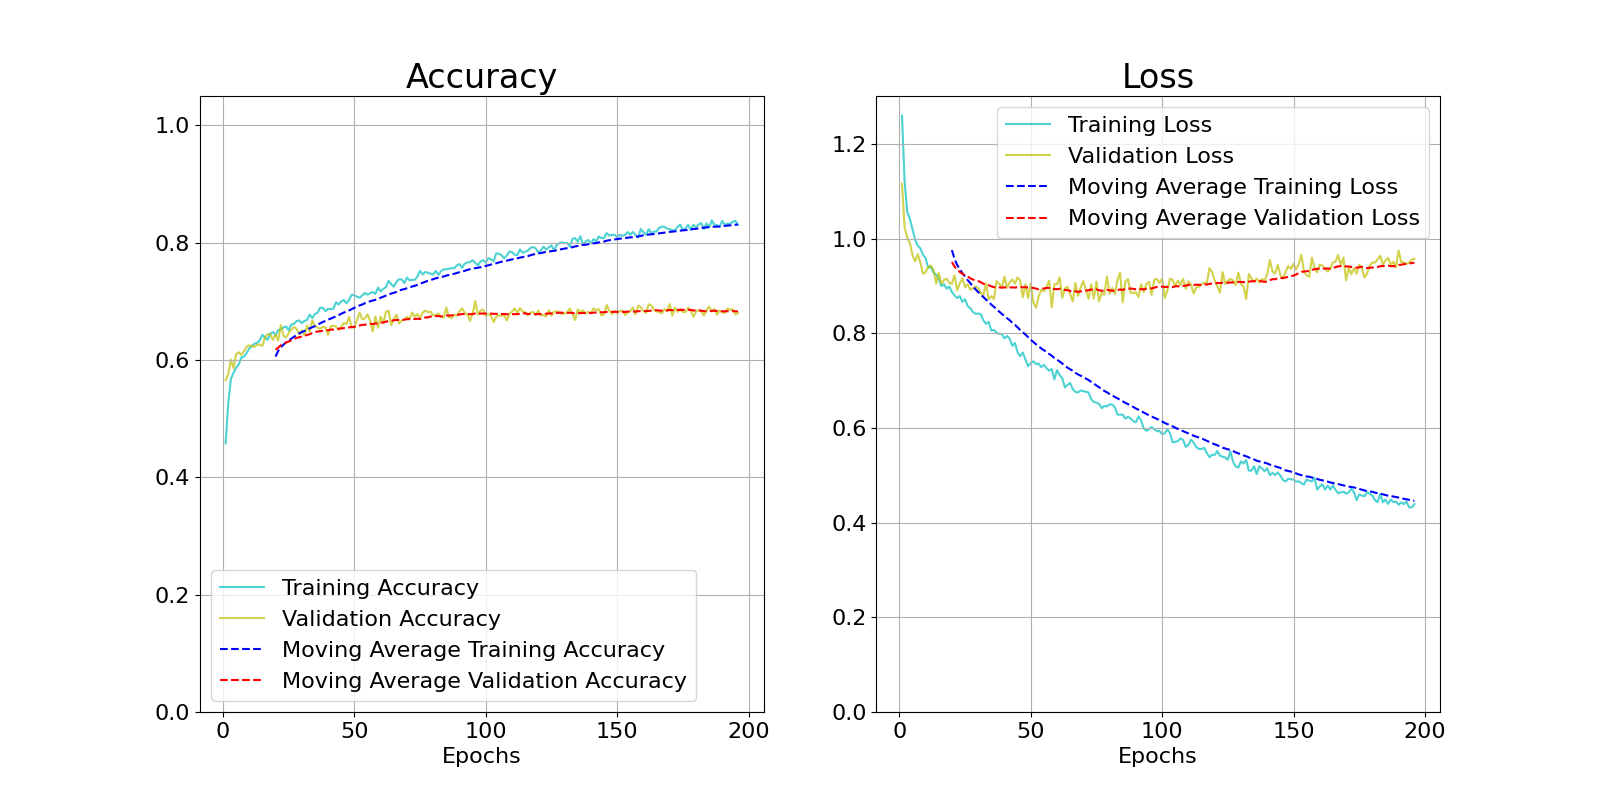 Accuracy
1.0
0.8
0.6
0.4
0.2
0.0
Training Accuracy
Validation Accuracy
Moving Average Training Accuracy
Moving Average Validation Accuracy
0 50 100 150 200
Epochs
Loss
1.2
1.0
0.8
0.6
0.4
0.2
0.0
Training Loss
Validation Loss
Moving Average Training Loss
Moving Average Validation Loss
0 50 100 150 200
Epochs